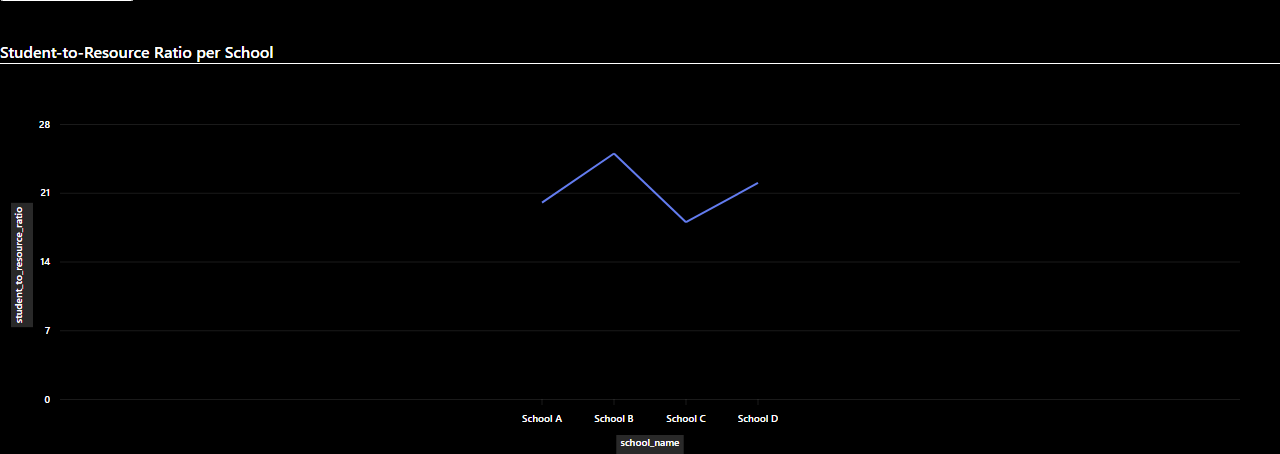 Student-to-Resource Ratio per School
28
21
14
7
0
student_to_resource_ratio
School A School B School C School D
school_name